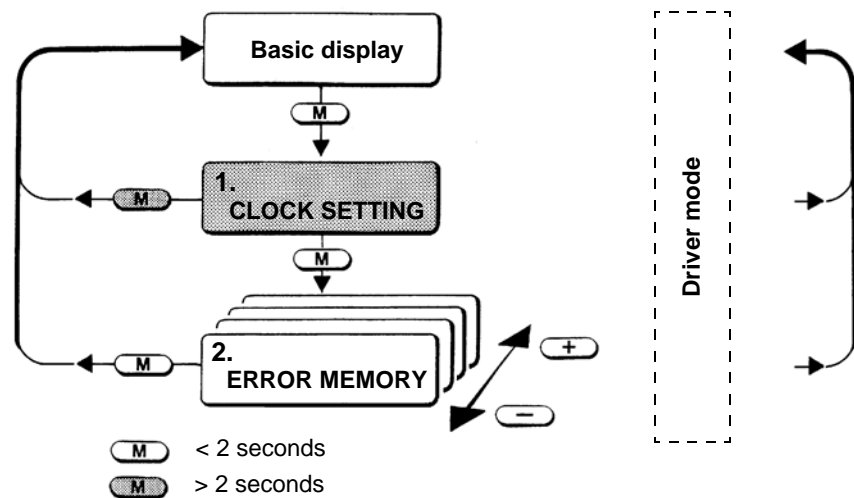 Basic display
M
1.
CLOCK SETTING
M
M
2.
ERROR MEMORY
M
+
−
Driver mode
M < 2 seconds
M > 2 seconds